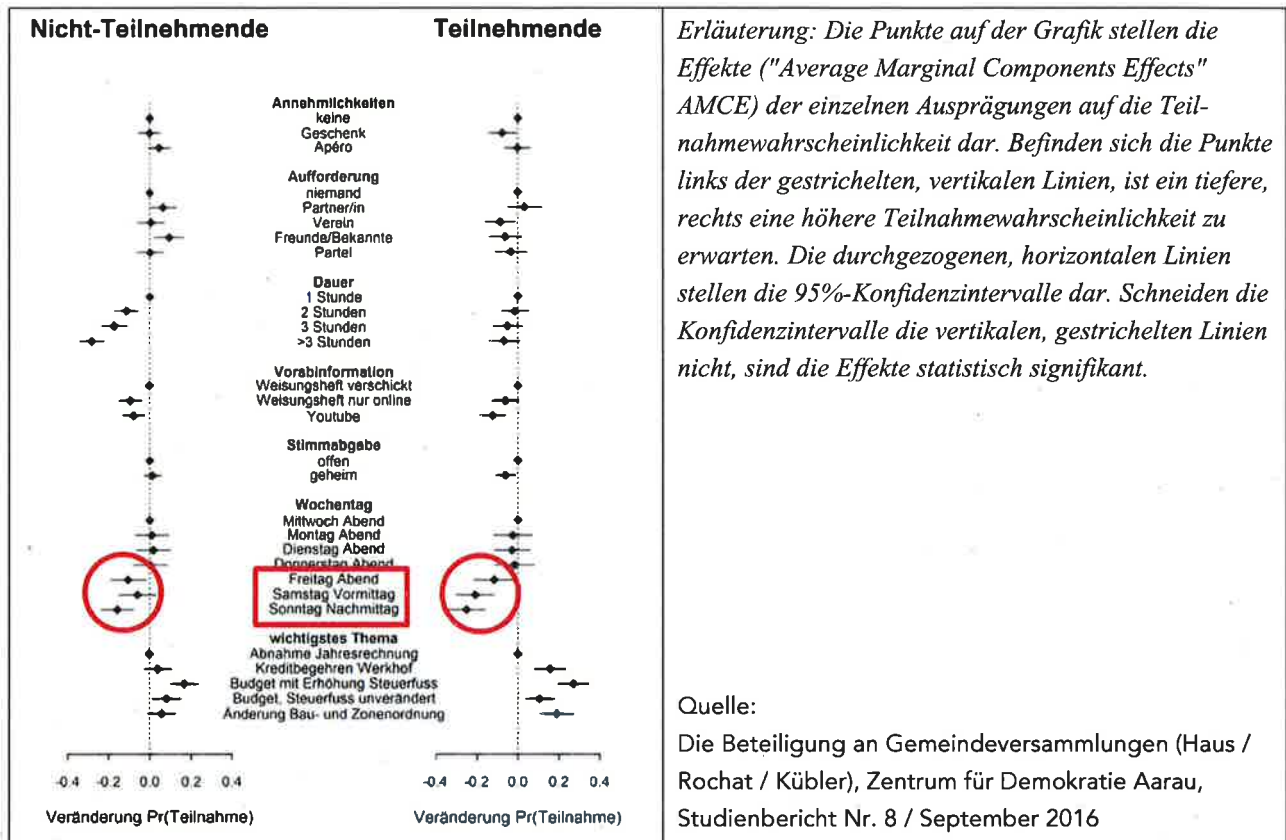 Nicht-Teilnehmende
Teilnehmende
Annehmlichkeiten
keine
Geschenk
Apéro
Aufforderung
niemand
Partner/in
Verein
Freunde/Bekannte
Partei
Dauer
1 Stunde
2 Stunden
3 Stunden
>3 Stunden
Vorabinformation
Weisungsheft verschickt
Weisungsheft nur online
Youtube
Stimmabgabe
offen
geheim
Wochentag
Mittwoch Abend
Montag Abend
Dienstag Abend
Donnerstag Abend
Freitag Abend
Samstag Vormittag
Sonntag Nachmittag
wichtigstes Thema
Abnahme Jahresrechnung
Kreditbegehren Werkhof
Budget mit Erhöhung Steuerfuss
Budget, Steuerfuss unverändert
Änderung Bau- und Zonenordnung
-0.4 -0.2 0.0 0.2 0.4
-0.4 -0.2 0.0 0.2 0.4
Veränderung Pr(Teilnahme)
Veränderung Pr(Teilnahme)
Erläuterung: Die Punkte auf der Grafik stellen die
Effekte ("Average Marginal Components Effects"
AMCE) der einzelnen Ausprägungen auf die Teil-
nahmewahrscheinlichkeit dar. Befinden sich die Punkte
links der gestrichelten, vertikalen Linien, ist ein tiefere,
rechts eine höhere Teilnahmewahrscheinlichkeit zu
erwarten. Die durchgezogenen, horizontalen Linien
stellen die 95%-Konfidenzintervalle dar. Schneiden die
Konfidenzintervalle die vertikalen, gestrichelten Linien
nicht, sind die Effekte statistisch signifikant.
Quelle:
Die Beteiligung an Gemeindeversammlungen (Haus /
Rochat / Kübler), Zentrum für Demokratie Aarau,
Studienbericht Nr. 8 / September 2016